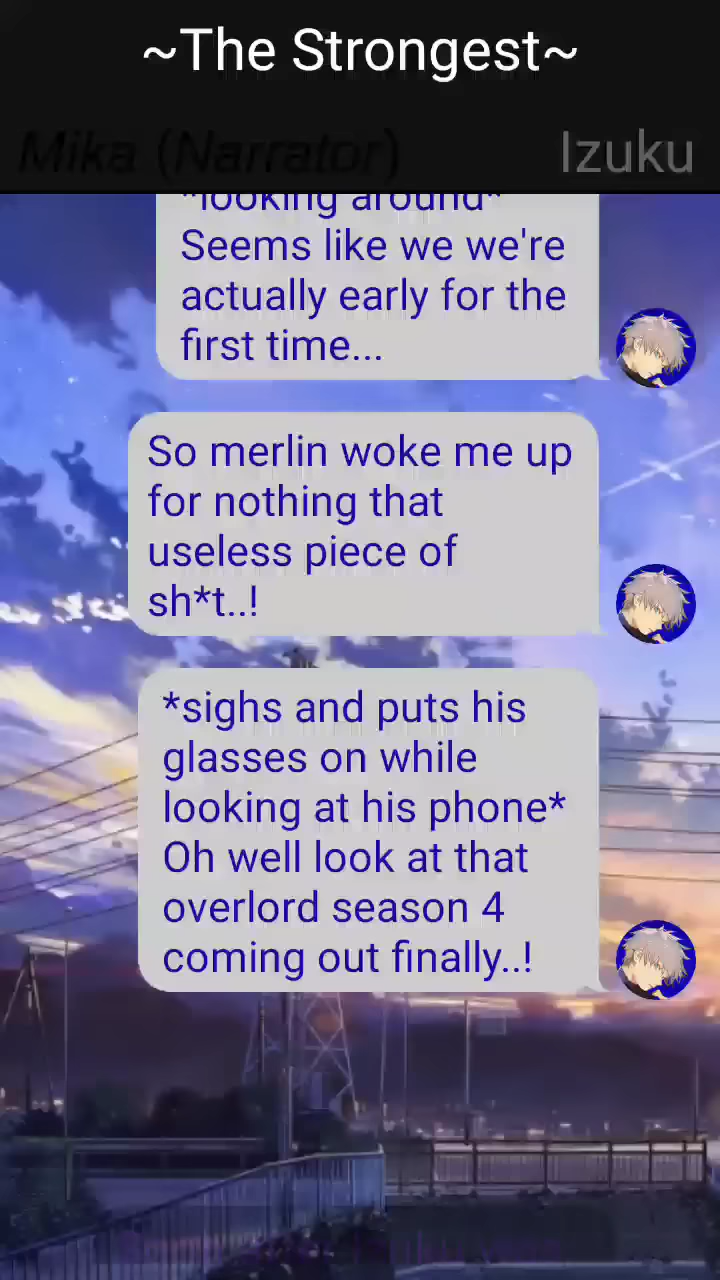 ~The Strongest~
Mika (Narrator)
Izuku
*looking around*
Seems like we we're
actually early for the
first time...
So merlin woke me up
for nothing that
useless piece of
sh*t..!
*sighs and puts his
glasses on while
looking at his phone*
Oh well look at that
overlord season 4
coming out finally..!